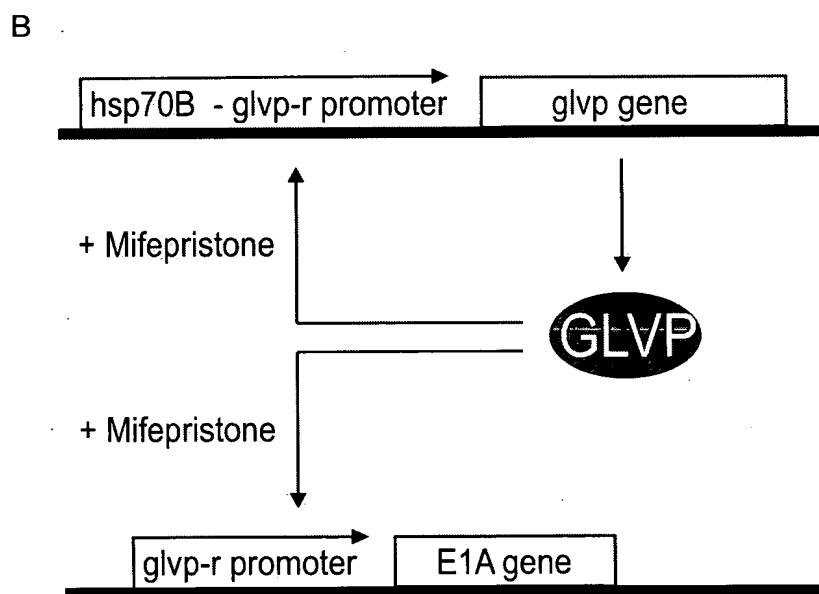 B
hsp70B - glvp-r promoter
glvp gene
+ Mifepristone
GLVP
+ Mifepristone
glvp-r promoter
E1A gene